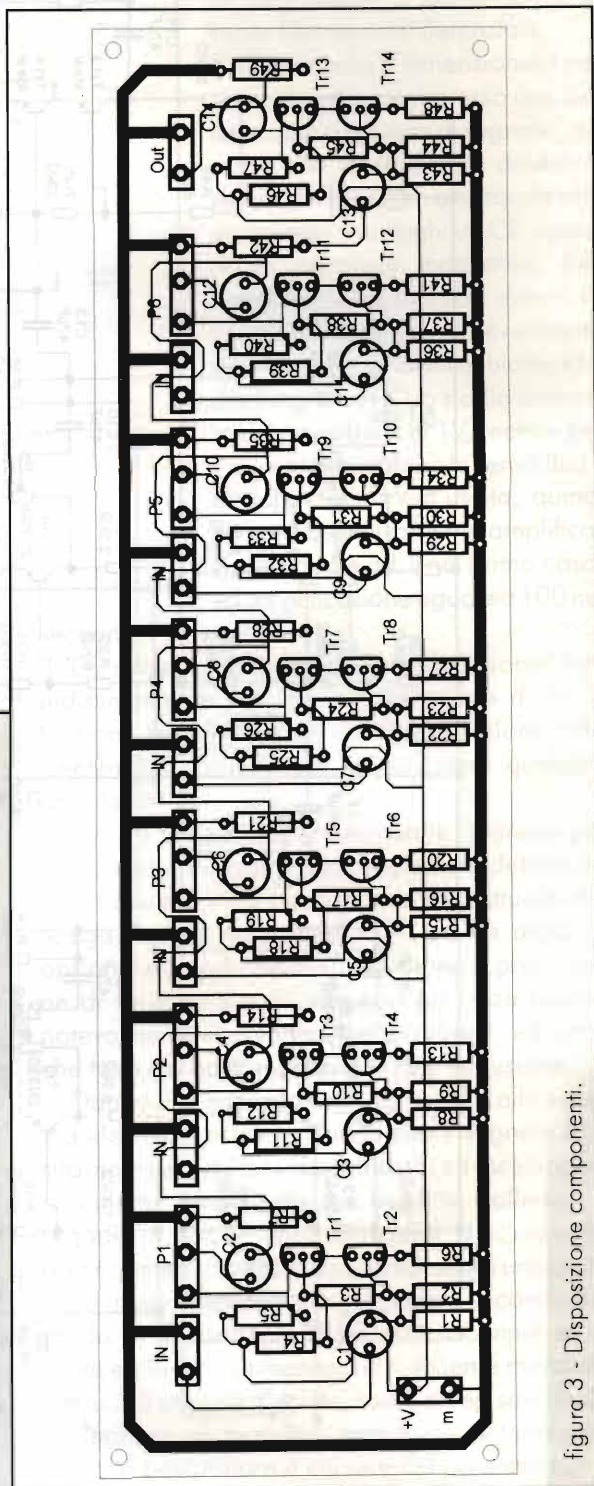 IN
P1
C2
R5
R4
Tr1
Tr2
R3
C1
R6
R2
R1
+V
m
IN
P2
R14
C4
R12
R11
Tr3
Tr4
R10
C3
R13
R9
R8
IN
P3
R21
C6
R19
R18
Tr5
Tr6
R17
C5
R20
R16
R15
IN
P4
R28
C8
R26
R25
Tr7
Tr8
R24
C7
R27
R23
R22
IN
P5
R35
C10
R33
R32
Tr9
Tr10
R31
C9
R34
R30
R29
IN
P6
R42
C12
R40
R39
Tr11
Tr12
R38
C11
R41
R37
R36
Out
R49
C14
R47
R46
Tr13
Tr14
R45
C13
R48
R44
R43
figura 3 - Disposizione componenti.